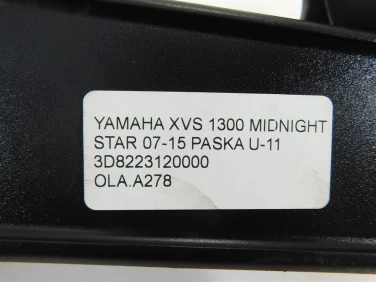 YAMAHA XVS 1300 MIDNIGHT
STAR 07-15 PASKA U-11
3D8223120000
OLA.A278